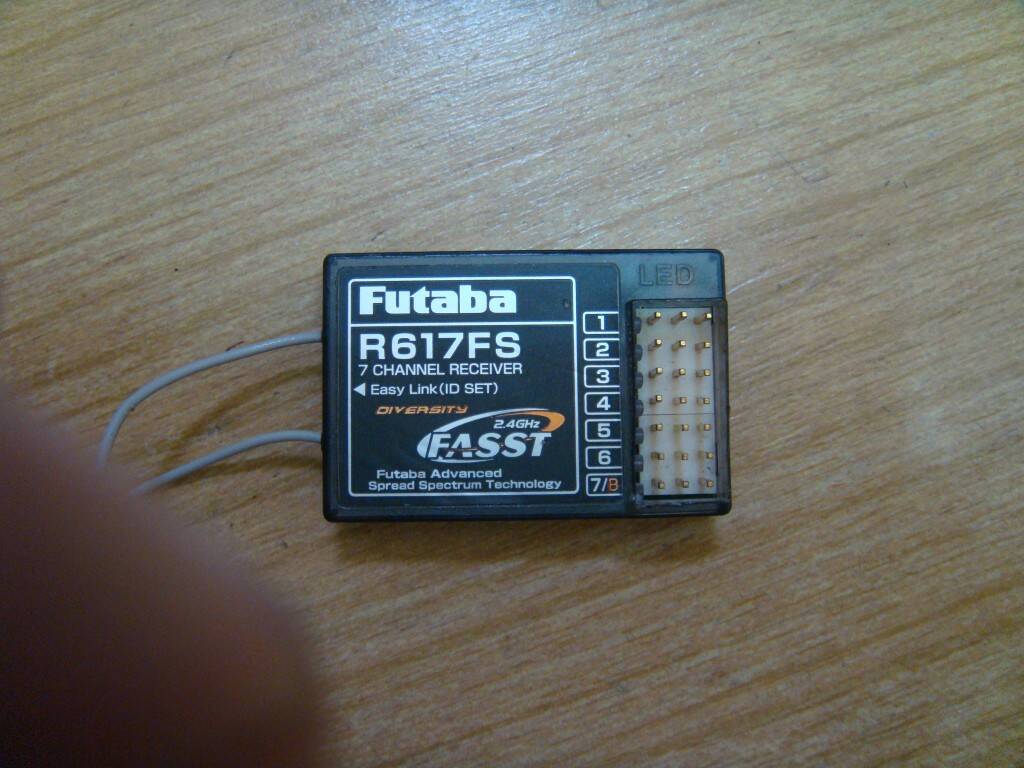 LED
Futaba
R617FS
7 CHANNEL RECEIVER
◀ Easy Link (ID SET)
DIVERSITY
2.4GHz
FASST
Futaba Advanced
Spread Spectrum Technology
1
2
3
4
5
6
7/B